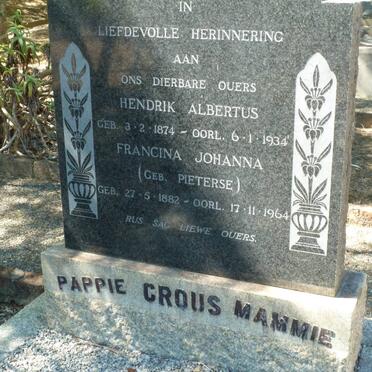 IN
LIEFDEVOLLE HERINNERING
AAN
ONS DIERBARE OUERS
HENDRIK ALBERTUS
GEB. 3-2-1874 – OORL. 6-1-1934
FRANCINA JOHANNA
(GEB. PIETERSE)
GEB. 27-5-1882 – OORL. 17-11-1964
RUS SAG LIEWE OUERS.
PAPPIE CROUS MAMMIE